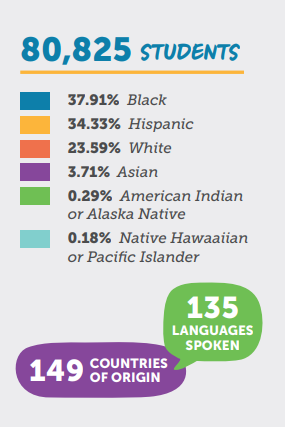 80,825 STUDENTS
37.91% Black
34.33% Hispanic
23.59% White
3.71% Asian
0.29% American Indian
or Alaska Native
0.18% Native Hawaiian
or Pacific Islander
135
LANGUAGES
SPOKEN
149 COUNTRIES
OF ORIGIN